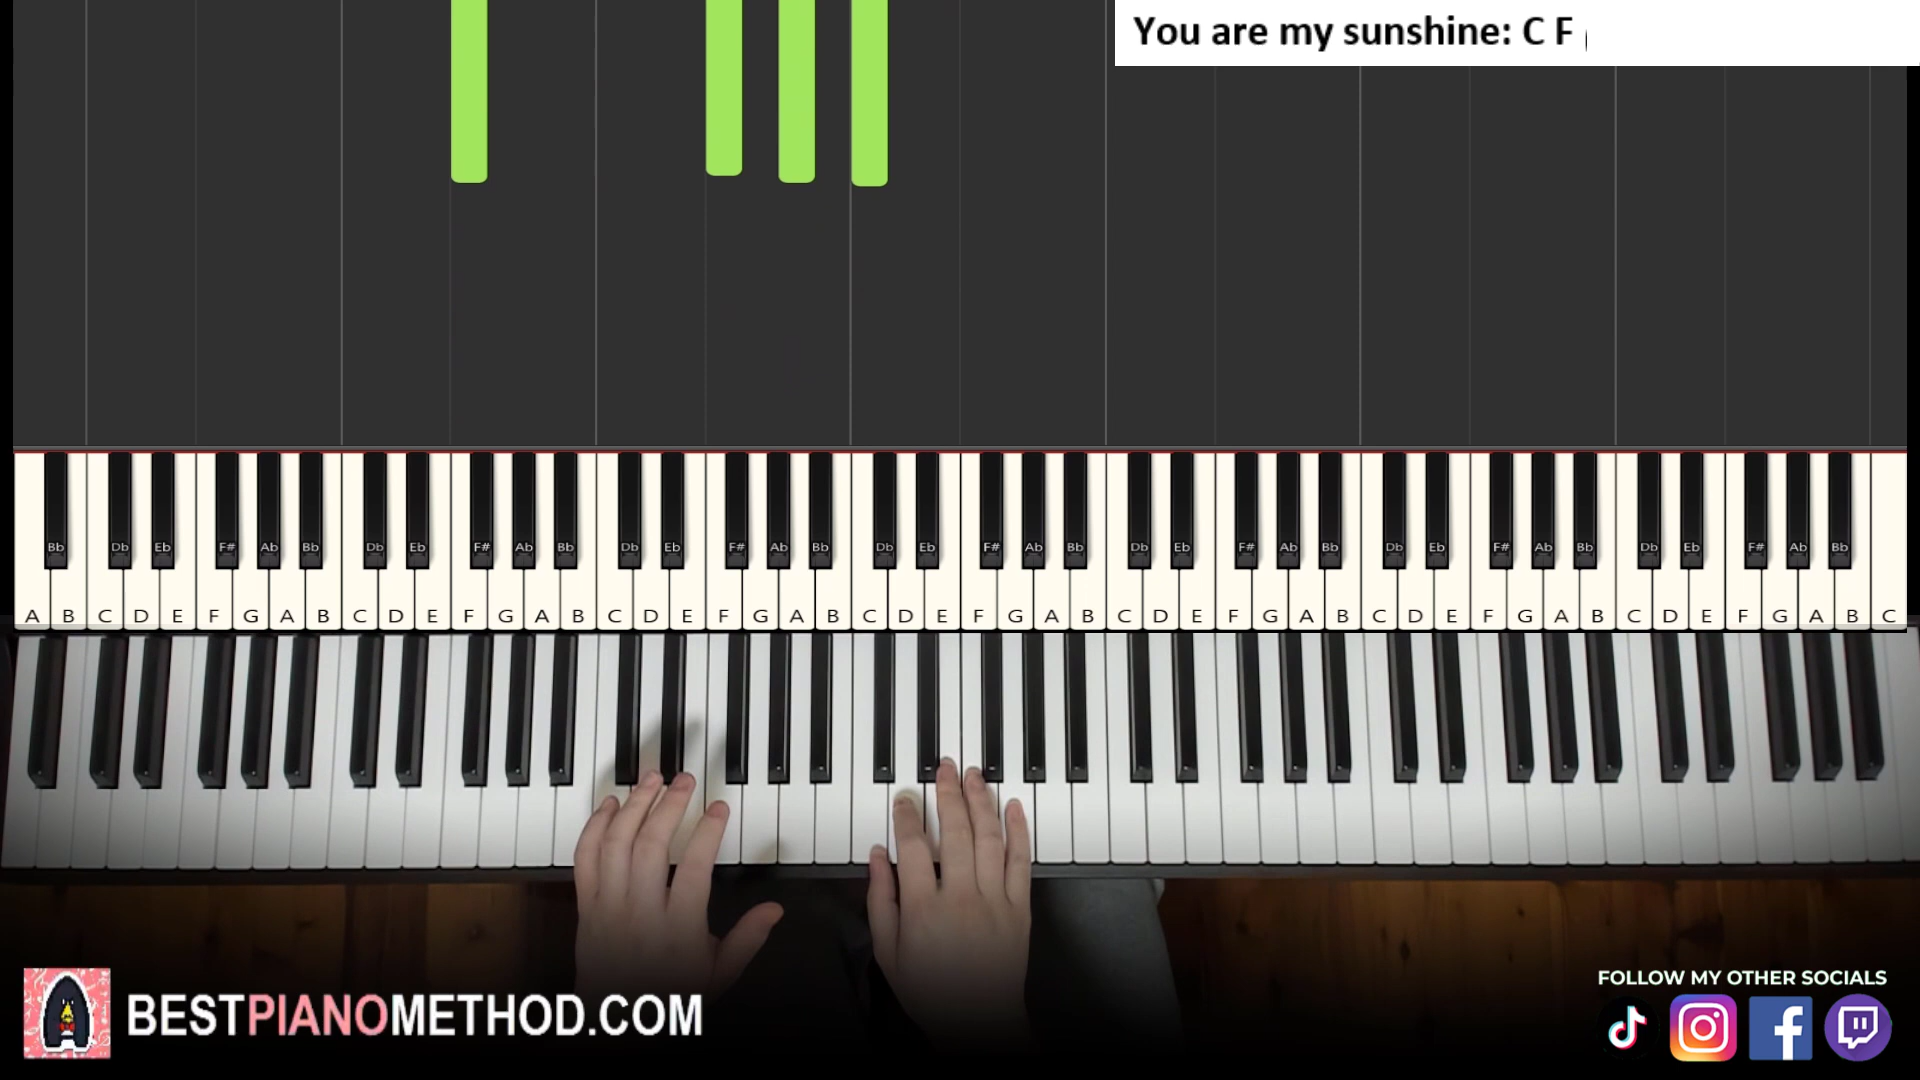 You are my sunshine: C F
Bb Db Eb F# Ab Bb Db Eb F# Ab Bb Db Eb F# Ab Bb Db Eb F# Ab Bb Db Eb F# Ab Bb Db Eb F# Ab Bb Db Eb F# Ab Bb
A B C D E F G A B C D E F G A B C D E F G A B C D E F G A B C D E F G A B C D E F G A B C D E F G A B C
FOLLOW MY OTHER SOCIALS
BESTPIANOMETHOD.COM